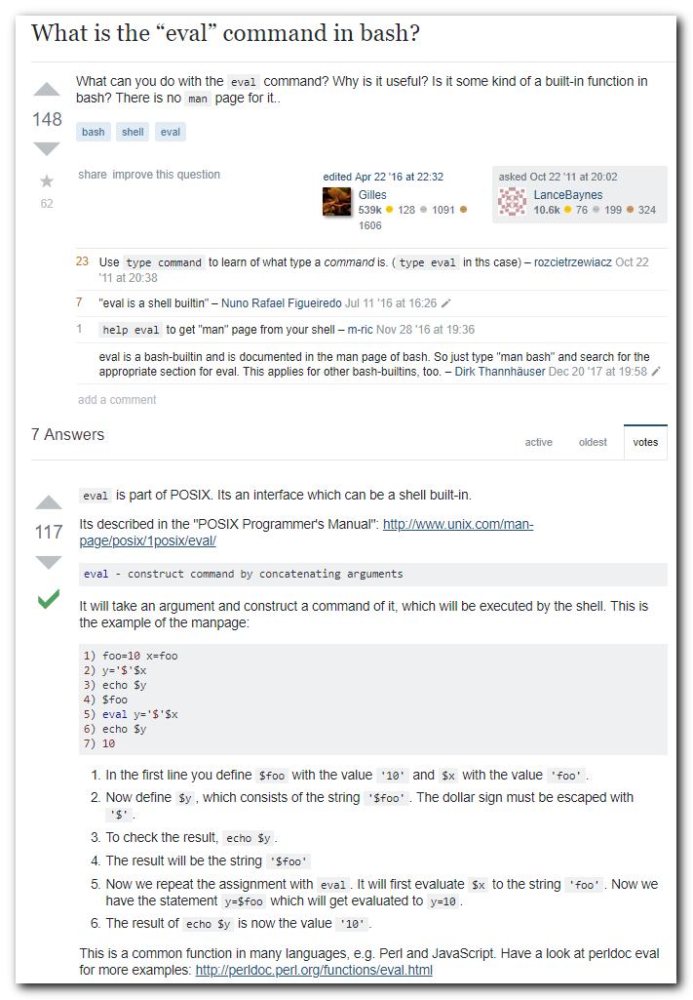 What is the “eval” command in bash?
What can you do with the eval command? Why is it useful? Is it some kind of a built-in function in
bash? There is no man page for it..
148
bash shell eval
share improve this question
62
edited Apr 22 '16 at 22:32
Gilles
539k 128 1091
1606
asked Oct 22 '11 at 20:02
LanceBaynes
10.6k 76 199 324
23 Use type command to learn of what type a command is. ( type eval in ths case) – rozcietrzewiacz Oct 22
'11 at 20:38
7 "eval is a shell builtin" – Nuno Rafael Figueiredo Jul 11 '16 at 16:26
1 help eval to get "man" page from your shell – m-ric Nov 28 '16 at 19:36
eval is a bash-builtin and is documented in the man page of bash. So just type "man bash" and search for the
appropriate section for eval. This applies for other bash-builtins, too. – Dirk Thannhäuser Dec 20 '17 at 19:58
add a comment
7 Answers
active oldest votes
eval is part of POSIX. Its an interface which can be a shell built-in.
117
Its described in the "POSIX Programmer's Manual": http://www.unix.com/man-
page/posix/1posix/eval/
eval - construct command by concatenating arguments
It will take an argument and construct a command of it, which will be executed by the shell. This is
the example of the manpage:
1) foo=10 x=foo
2) y='$'$x
3) echo $y
4) $foo
5) eval y='$'$x
6) echo $y
7) 10
1. In the first line you define $foo with the value '10' and $x with the value 'foo' .
2. Now define $y , which consists of the string '$foo' . The dollar sign must be escaped with
'$' .
3. To check the result, echo $y .
4. The result will be the string '$foo'
5. Now we repeat the assignment with eval . It will first evaluate $x to the string 'foo' . Now we
have the statement y=$foo which will get evaluated to y=10 .
6. The result of echo $y is now the value '10' .
This is a common function in many languages, e.g. Perl and JavaScript. Have a look at perldoc eval
for more examples: http://perldoc.perl.org/functions/eval.html